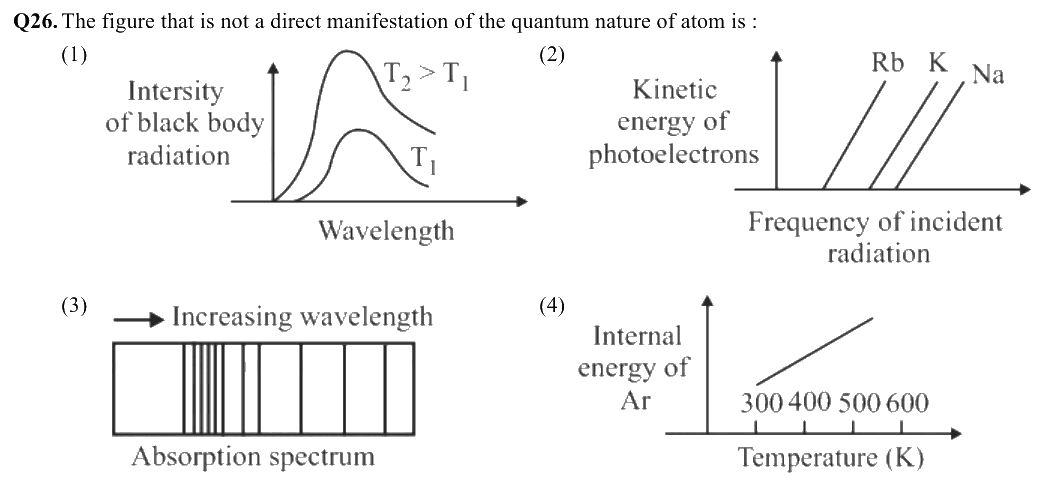 Q26. The figure that is not a direct manifestation of the quantum nature of atom is :
(1)
Intersity
of black body
radiation
T₂ > T₁
T₁
Wavelength
(2)
Kinetic
energy of
photoelectrons
Rb K Na
Frequency of incident
radiation
(3)
Increasing wavelength
Absorption spectrum
(4)
Internal
energy of
Ar
300 400 500 600
Temperature (K)